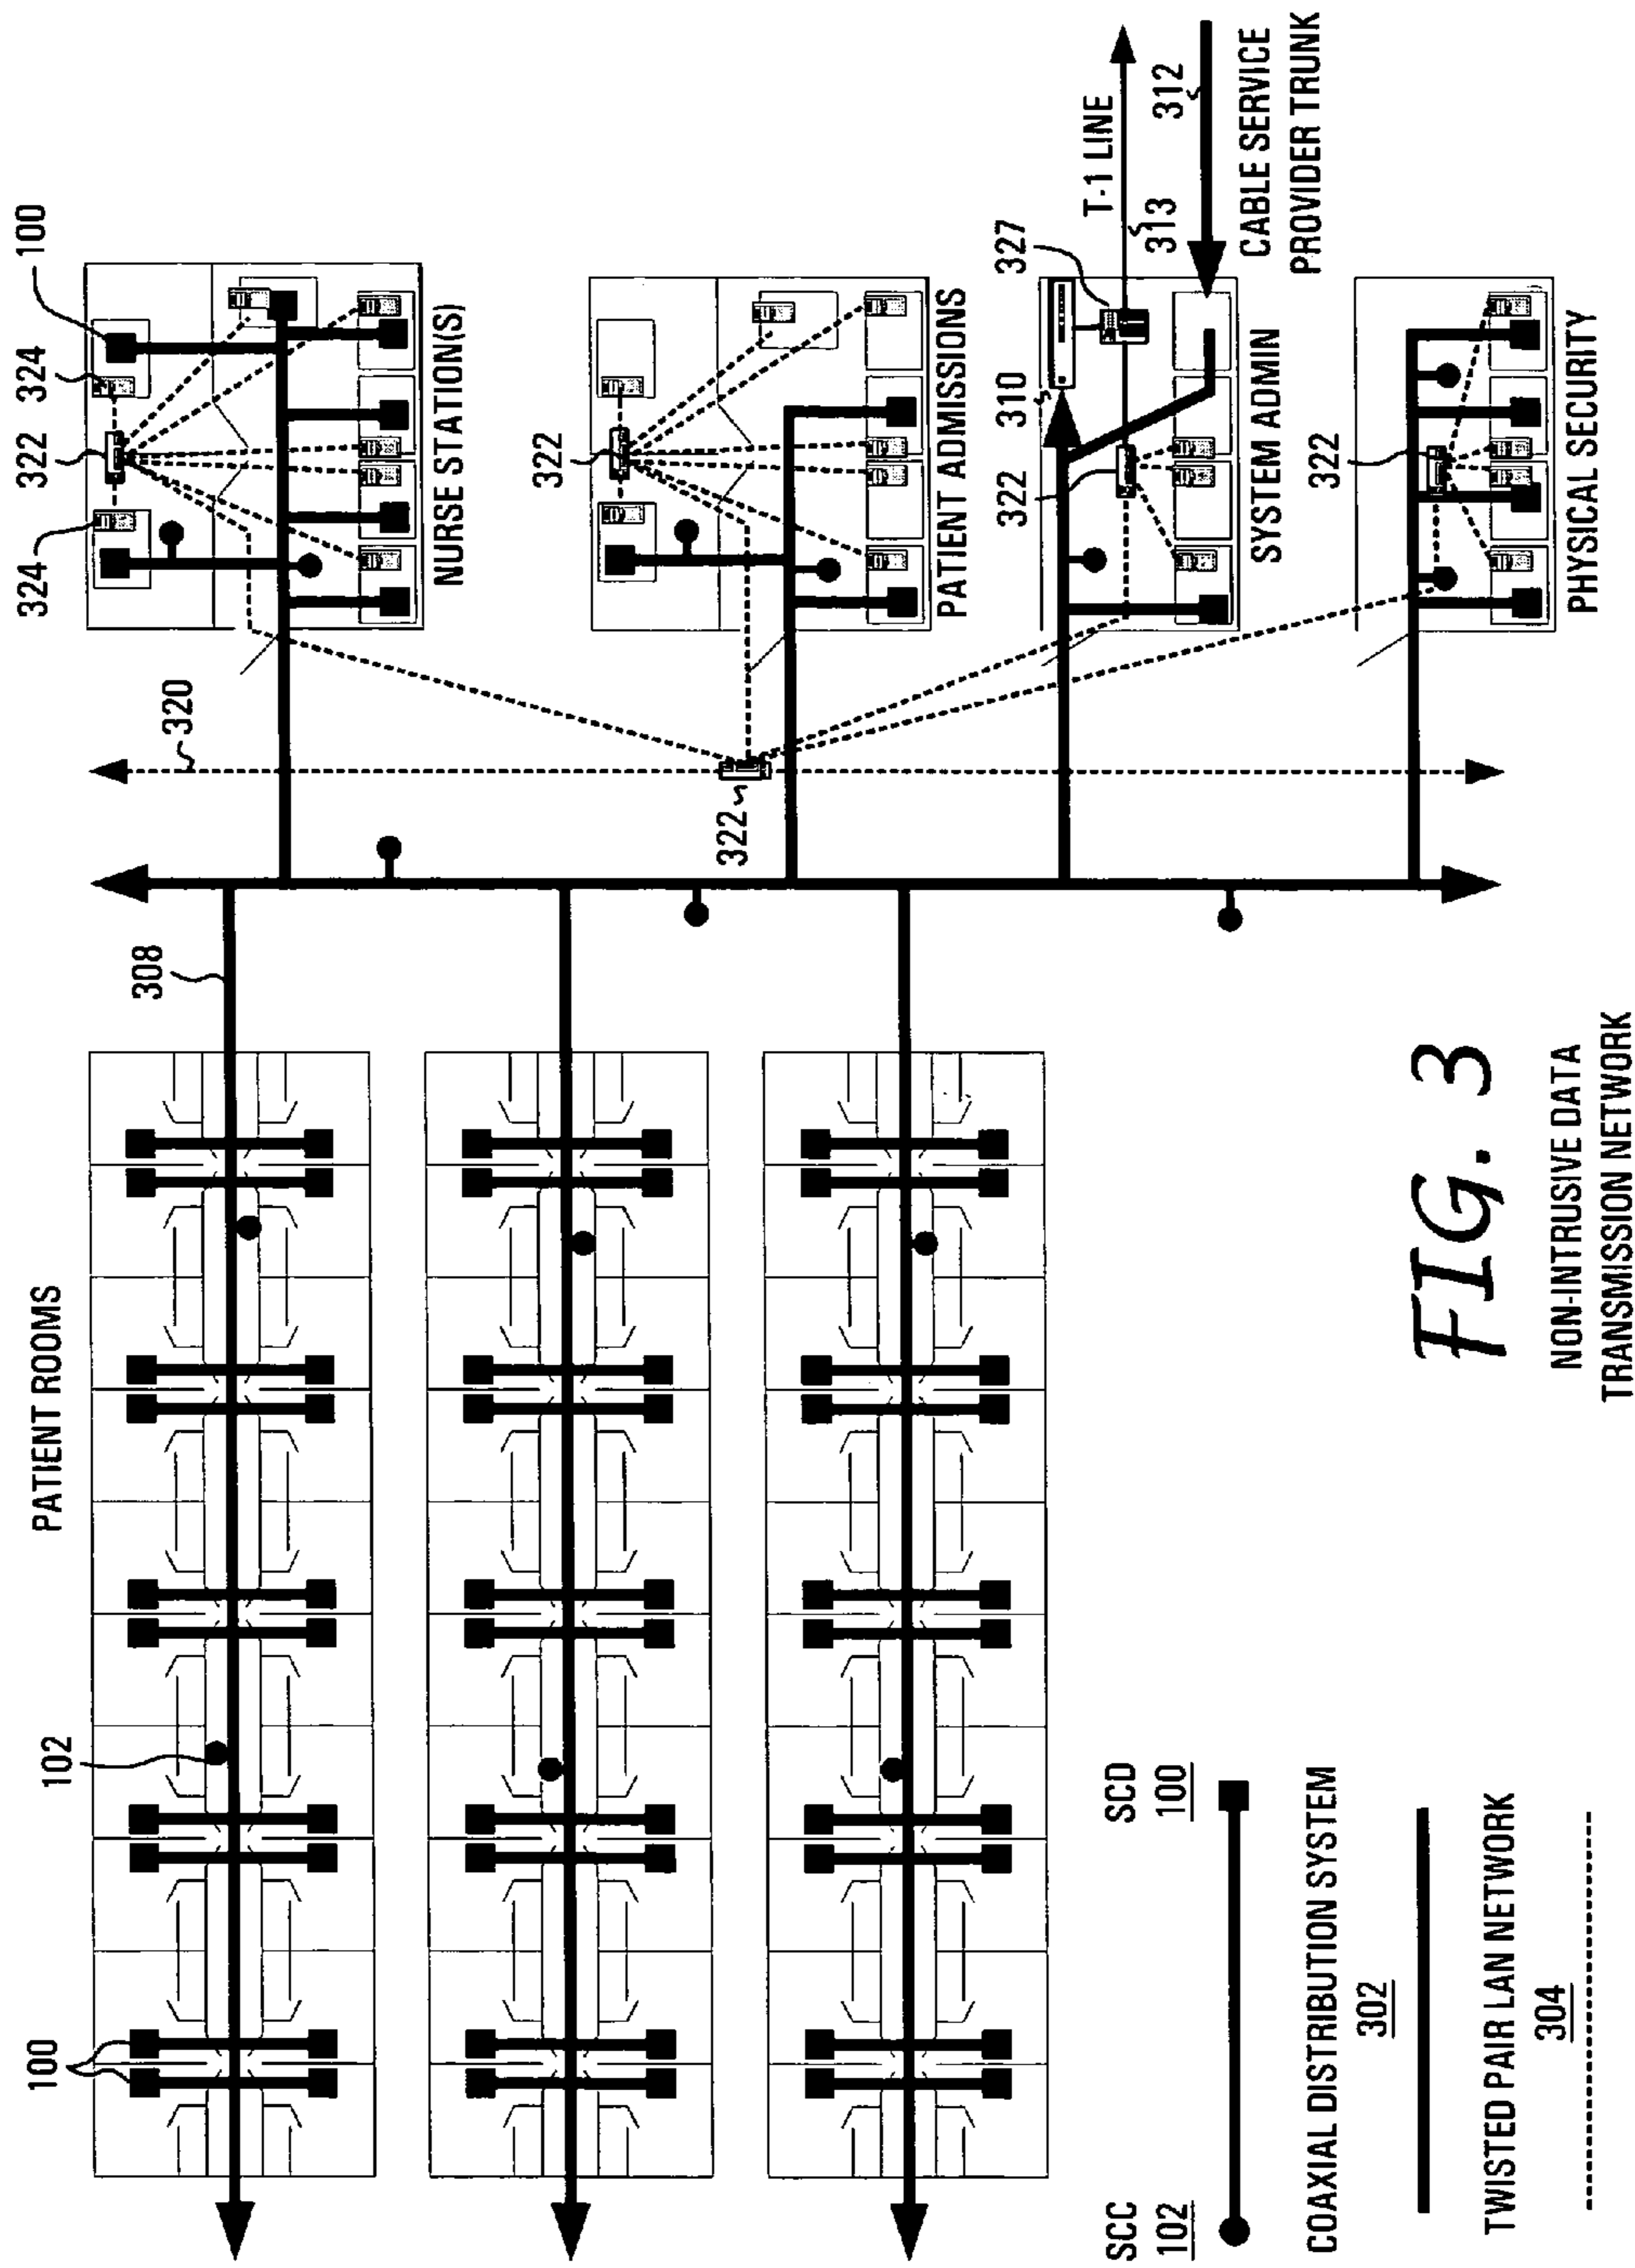 PATIENT ROOMS
100
102
308
320
324
322
324
100
NURSE STATION(S)
322
PATIENT ADMISSIONS
322
310
322
327
SYSTEM ADMIN
T-1 LINE
313
312
CABLE SERVICE
PROVIDER TRUNK
322
PHYSICAL SECURITY
SCC
102
SCD
100
COAXIAL DISTRIBUTION SYSTEM
302
TWISTED PAIR LAN NETWORK
304
FIG. 3
NON-INTRUSIVE DATA
TRANSMISSION NETWORK